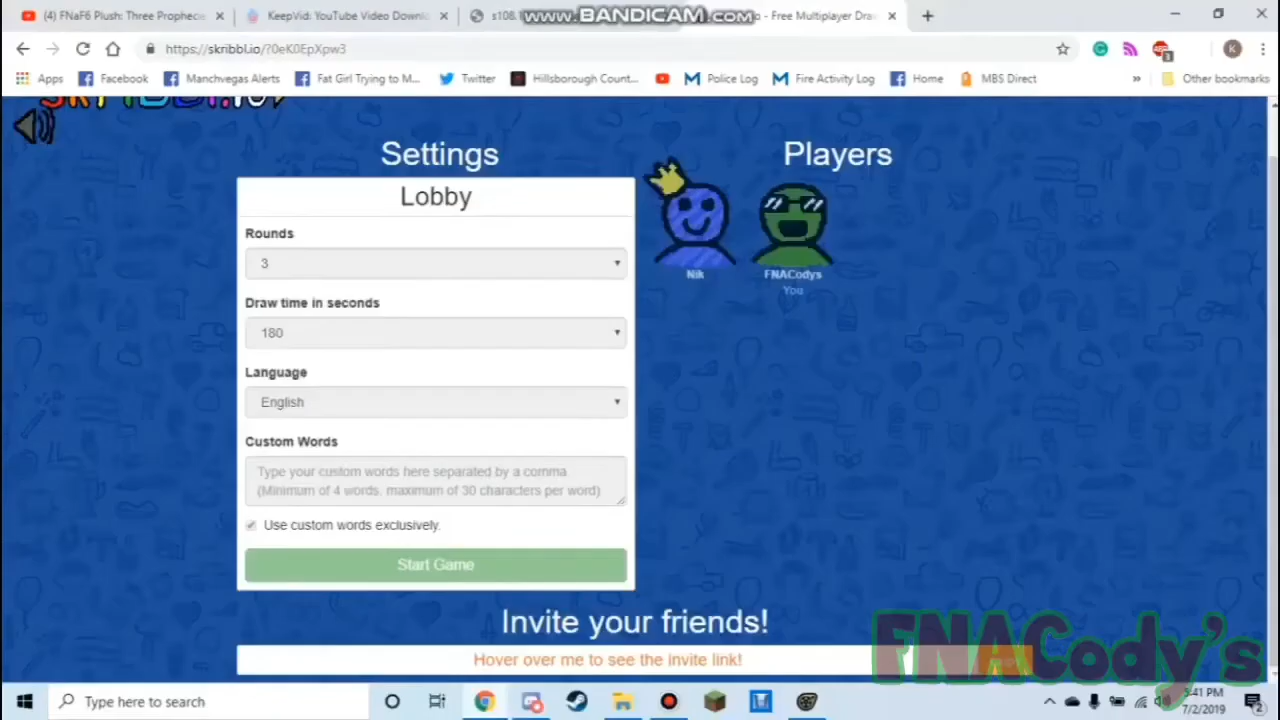 (4) FNaF6 Plush: Three Prophecie
KeepVid: YouTube Video Downl
s108.
www.BANDICAM.com
- Free Multiplayer Dra
https://skribbl.io/?0eK0EpXpw3
Apps
Facebook
Manchvegas Alerts
Fat Girl Trying to M...
Twitter
Hillsborough Count...
Police Log
Fire Activity Log
Home
MBS Direct
»
Other bookmarks
Settings
Players
Lobby
Rounds
3
Draw time in seconds
180
Language
English
Custom Words
Type your custom words here separated by a comma
(Minimum of 4 words, maximum of 30 characters per word)
Use custom words exclusively.
Start Game
Nik
FNACodys
You
Invite your friends!
Hover over me to see the invite link!
FNACody's
Type here to search
5:41 PM
7/2/2019